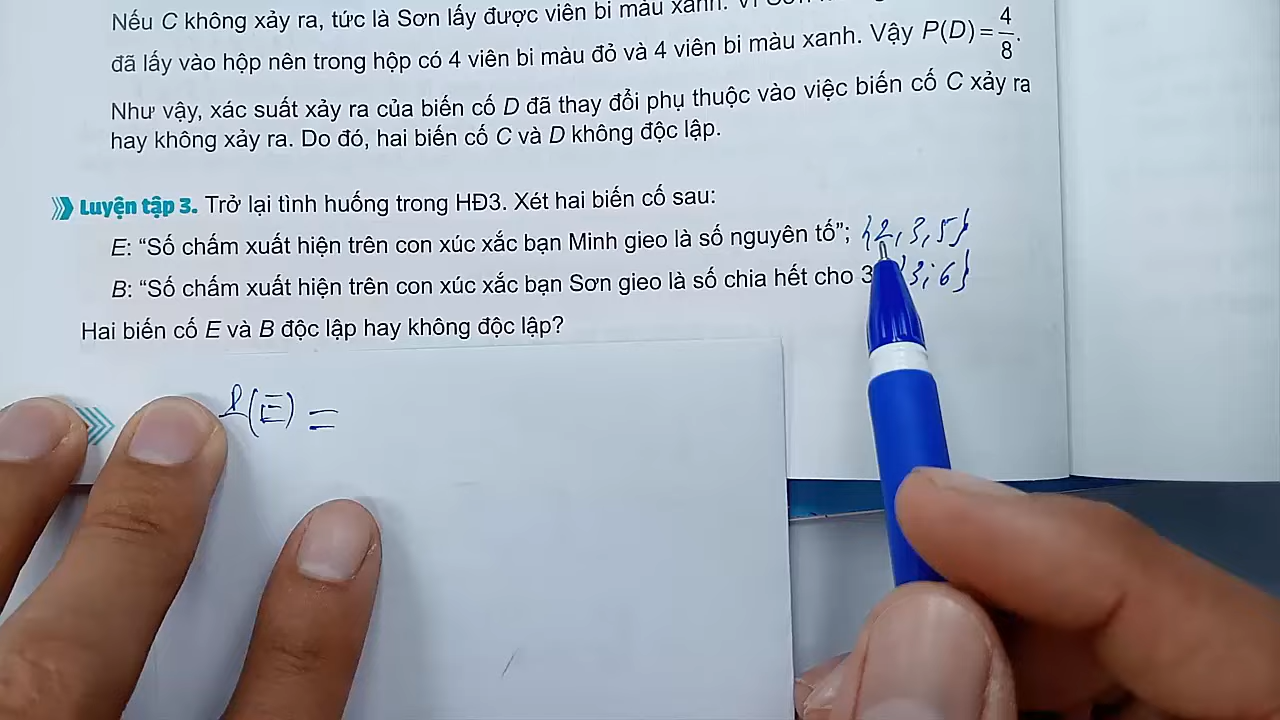 Nếu C không xảy ra, tức là Sơn lấy được viên bi màu xanh. Vì Sơn
đã lấy vào hộp nên trong hộp có 4 viên bi màu đỏ và 4 viên bi màu xanh. Vậy P(D) = 4/8.
Như vậy, xác suất xảy ra của biến cố D đã thay đổi phụ thuộc vào việc biến cố C xảy ra
hay không xảy ra. Do đó, hai biến cố C và D không độc lập.
Luyện tập 3. Trở lại tình huống trong HĐ3. Xét hai biến cố sau:
E: “Số chấm xuất hiện trên con xúc xắc bạn Minh gieo là số nguyên tố”; {2, 3, 5}
B: “Số chấm xuất hiện trên con xúc xắc bạn Sơn gieo là số chia hết cho 3 {3; 6}
Hai biến cố E và B độc lập hay không độc lập?
P(E) =